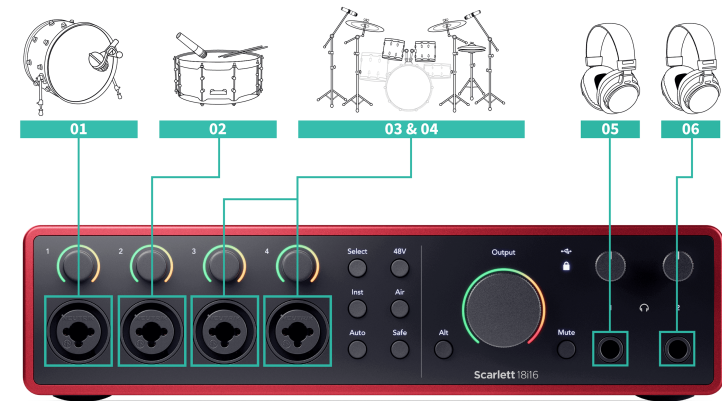 01
02
03 & 04
05
06
1
2
3
4
Select
48V
Inst
Air
Auto
Safe
Output
Alt
Mute
1
2
Scarlett 18i16